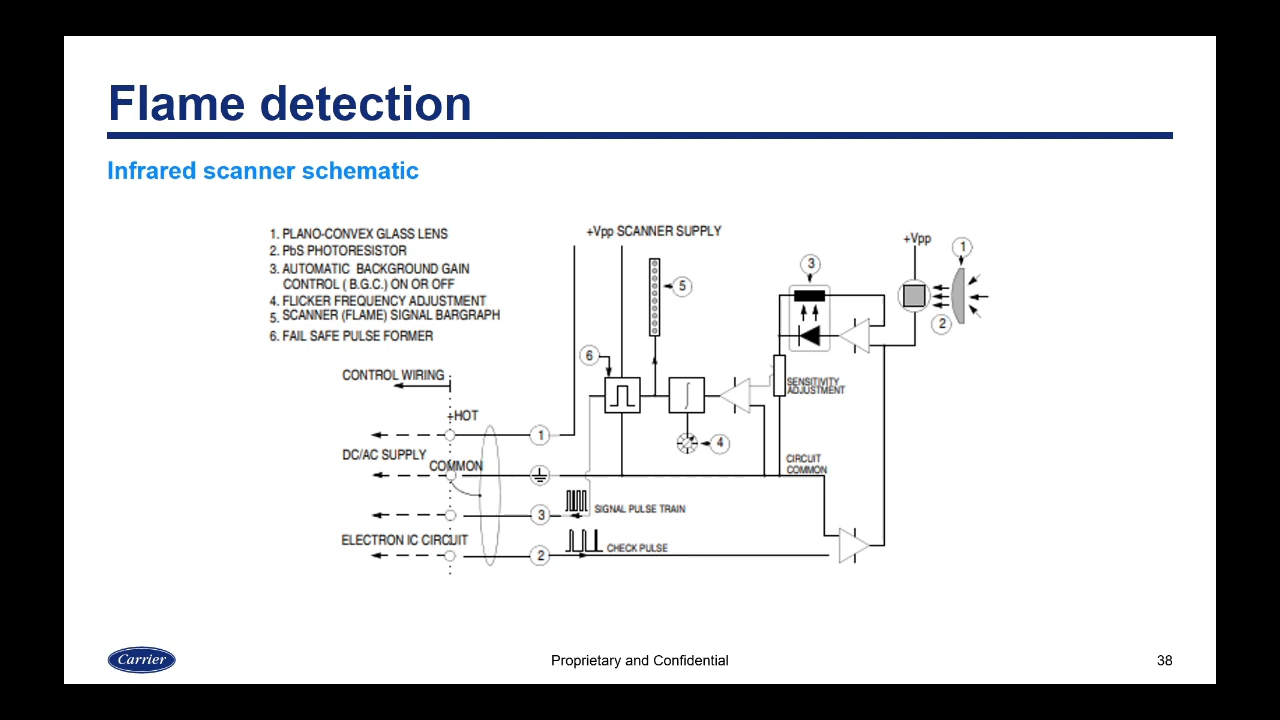 Flame detection
Infrared scanner schematic
1. PLANO-CONVEX GLASS LENS
2. PbS PHOTORESISTOR
3. AUTOMATIC BACKGROUND GAIN
CONTROL ( B.G.C.) ON OR OFF
4. FLICKER FREQUENCY ADJUSTMENT
5. SCANNER (FLAME) SIGNAL BARGRAPH
6. FAIL SAFE PULSE FORMER
+Vpp SCANNER SUPPLY
+Vpp
1
3
5
2
6
CONTROL WIRING
SENSITIVITY
ADJUSTMENT
+HOT
1
4
DC/AC SUPPLY
COMMON
CIRCUIT
COMMON
3
SIGNAL PULSE TRAIN
ELECTRON IC CIRCUIT
2
CHECK PULSE
Carrier
Proprietary and Confidential
38